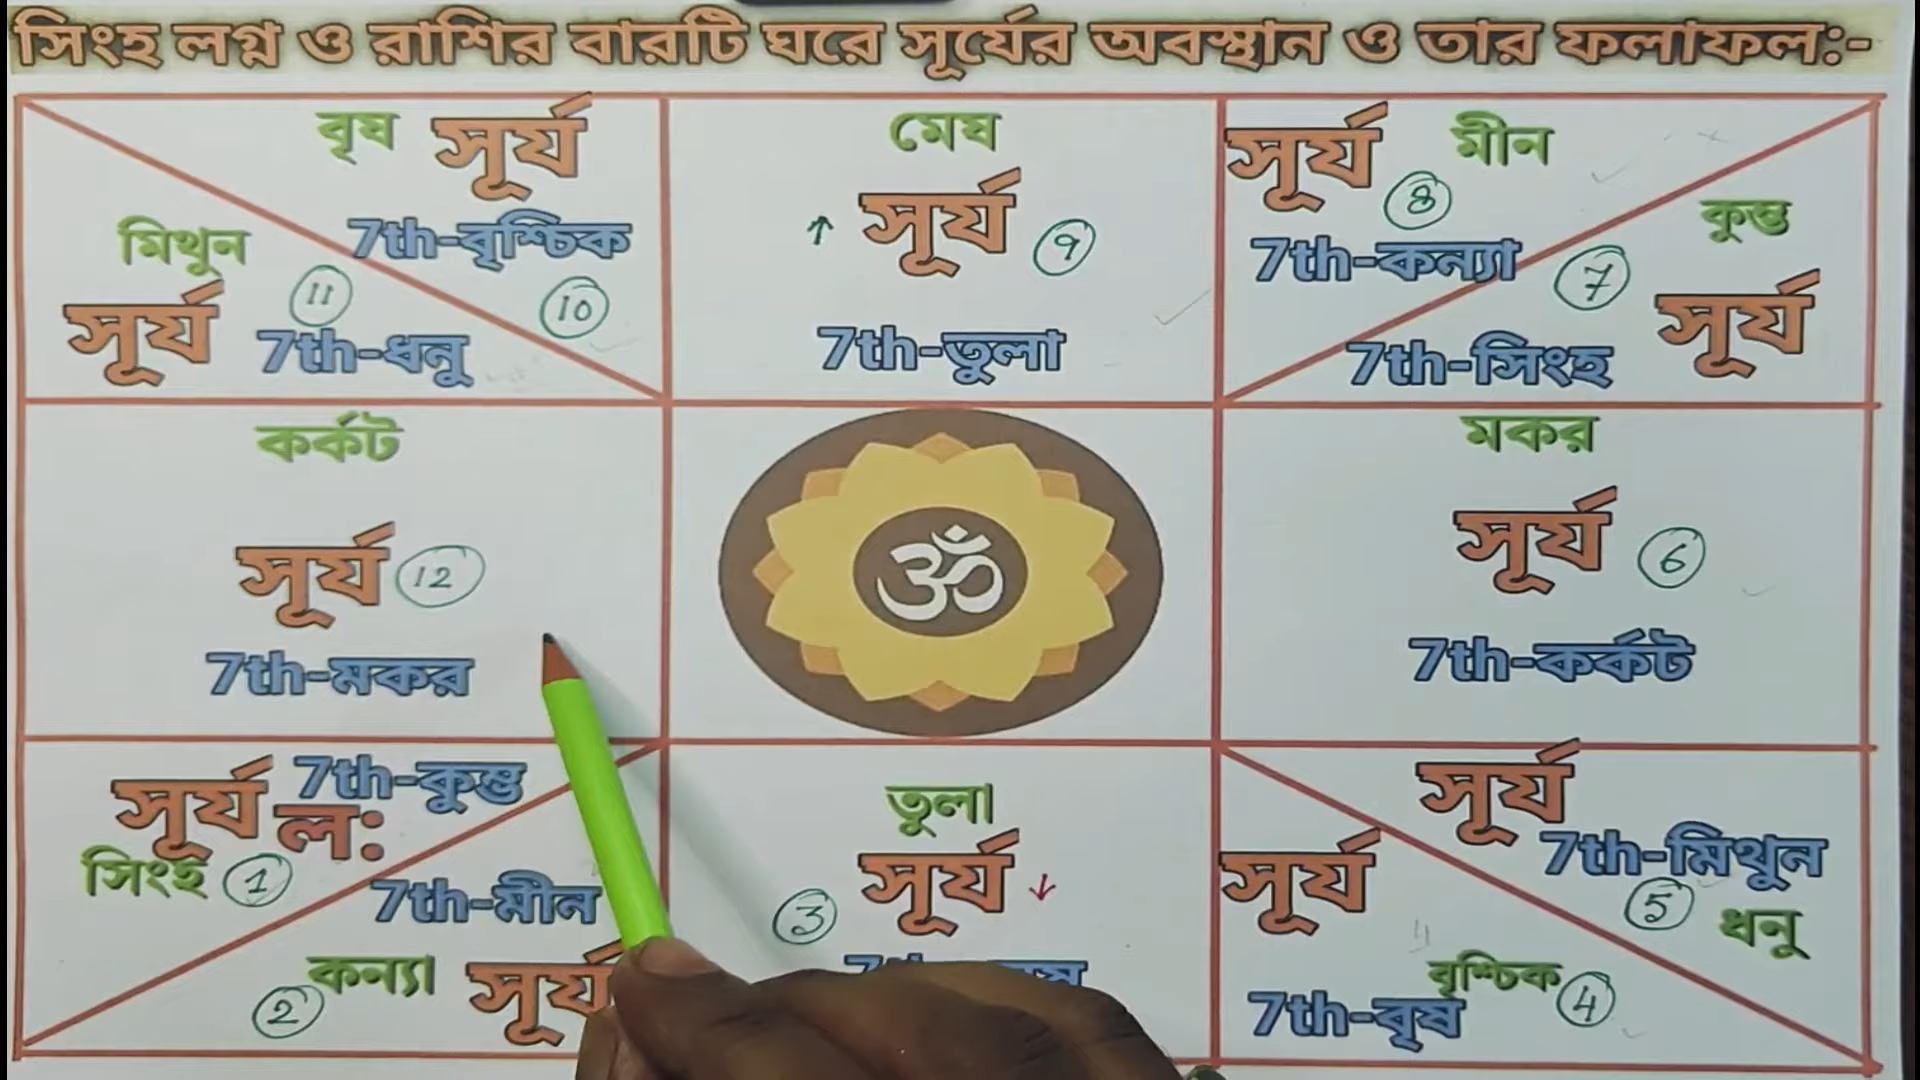 সিংহ লগ্ন ও রাশির বারটি ঘরে সূর্যের অবস্থান ও তার ফলাফল:-
বৃষ সূর্য
7th-বৃশ্চিক
10
মিথুন
11
সূর্য 7th-ধনু
মেষ
↑ সূর্য 9
7th-তুলা
সূর্য মীন
8
7th-কন্যা
কুম্ভ
7
সূর্য
7th-সিংহ
কর্কট
সূর্য 12
7th-মকর
ॐ
মকর
সূর্য 6
7th-কর্কট
সূর্য 7th-কুম্ভ
ল:
সিংহ 1
7th-মীন
কন্যা সূর্য
2
তুলা
3 সূর্য ↓
সূর্য
7th-মিথুন
5 ধনু
সূর্য
বৃশ্চিক 4
7th-বৃষ